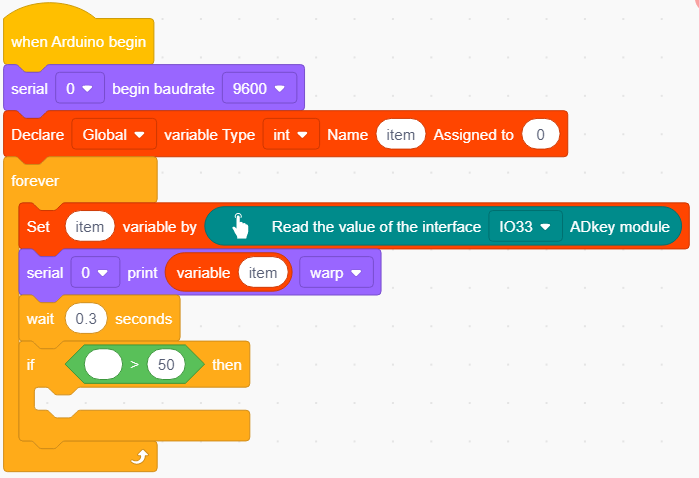 when Arduino begin
serial 0 begin baudrate 9600
Declare Global variable Type int Name item Assigned to 0
forever
Set item variable by Read the value of the interface IO33 ADkey module
serial 0 print variable item warp
wait 0.3 seconds
if > 50 then